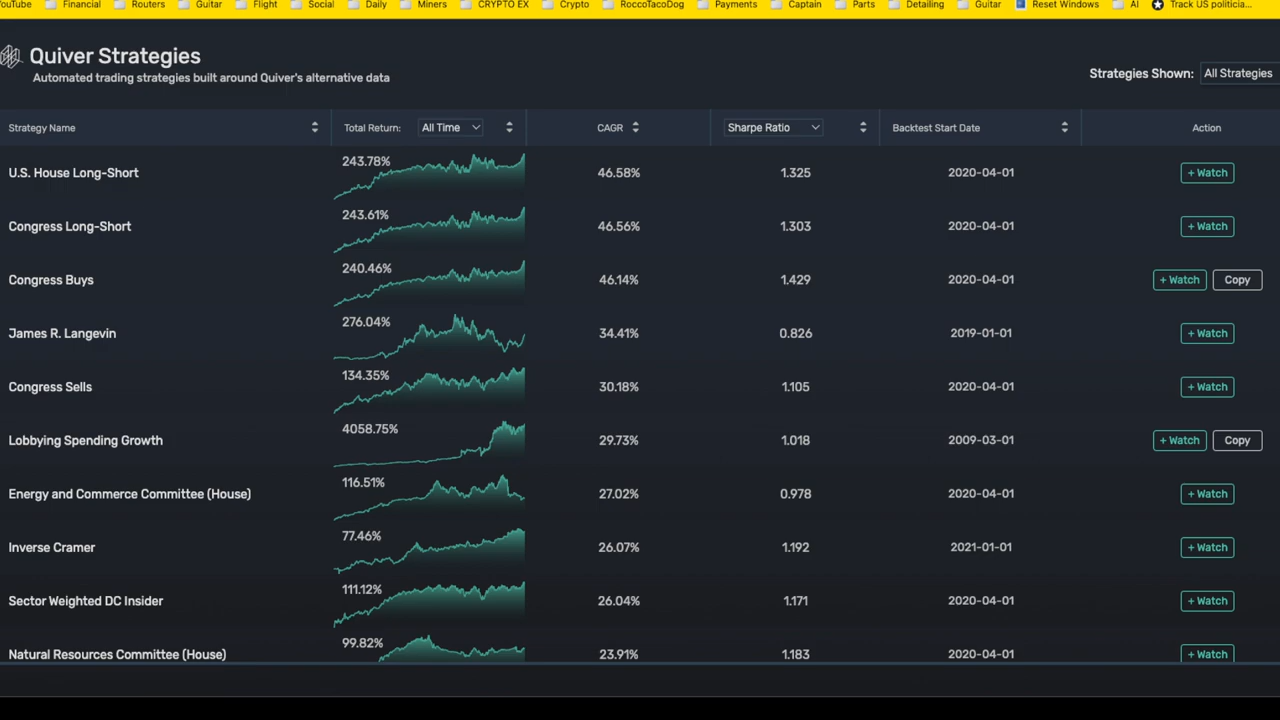 YouTube Financial Routers Guitar Flight Social Daily Miners CRYPTO EX Crypto RoccoTacoDog Payments Captain Parts Detailing Guitar Reset Windows AI Track US politicia...
Quiver Strategies
Automated trading strategies built around Quiver's alternative data
Strategies Shown: All Strategies
Strategy Name Total Return: All Time CAGR Sharpe Ratio Backtest Start Date Action
U.S. House Long-Short 243.78% 46.58% 1.325 2020-04-01 + Watch
Congress Long-Short 243.61% 46.56% 1.303 2020-04-01 + Watch
Congress Buys 240.46% 46.14% 1.429 2020-04-01 + Watch Copy
James R. Langevin 276.04% 34.41% 0.826 2019-01-01 + Watch
Congress Sells 134.35% 30.18% 1.105 2020-04-01 + Watch
Lobbying Spending Growth 4058.75% 29.73% 1.018 2009-03-01 + Watch Copy
Energy and Commerce Committee (House) 116.51% 27.02% 0.978 2020-04-01 + Watch
Inverse Cramer 77.46% 26.07% 1.192 2021-01-01 + Watch
Sector Weighted DC Insider 111.12% 26.04% 1.171 2020-04-01 + Watch
Natural Resources Committee (House) 99.82% 23.91% 1.183 2020-04-01 + Watch